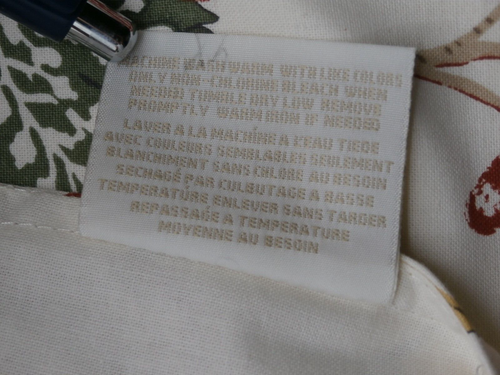 MACHINE WASH WARM WITH LIKE COLORS
ONLY NON-CHLORINE BLEACH WHEN
NEEDED TUMBLE DRY LOW REMOVE
PROMPTLY WARM IRON IF NEEDED
LAVER A LA MACHINE A L'EAU TIEDE
AVEC COULEURS SEMBLABLES SEULEMENT
BLANCHIMENT SANS CLORE AU BESOIN
SECHAGE PAR CULBUTAGE A BASSE
TEMPERATURE ENLEVER SANS TARGER
REPASSAGE A TEMPERATURE
MOYENNE AU BESOIN